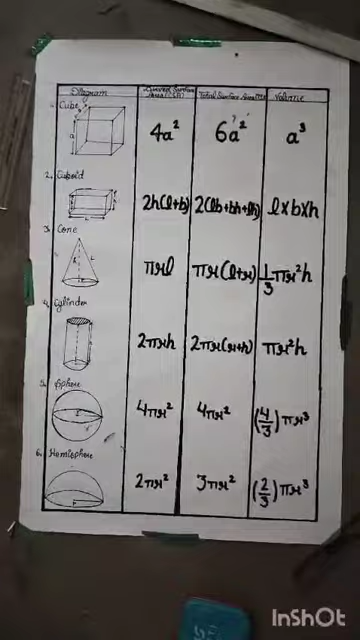 Diagram Curved Surface Area (CSA) Total Surface Area Volume
1. Cube 4a² 6a² a³
2. Cuboid 2h(l+b) 2(lb+bh+lh) l×b×h
3. Cone πrl πr(l+r) 1/3 πr²h
4. Cylinder 2πrh 2πr(r+h) πr²h
5. Sphere 4πr² 4πr² (4/3)πr³
6. Hemisphere 2πr² 3πr² (2/3)πr³
InShOt